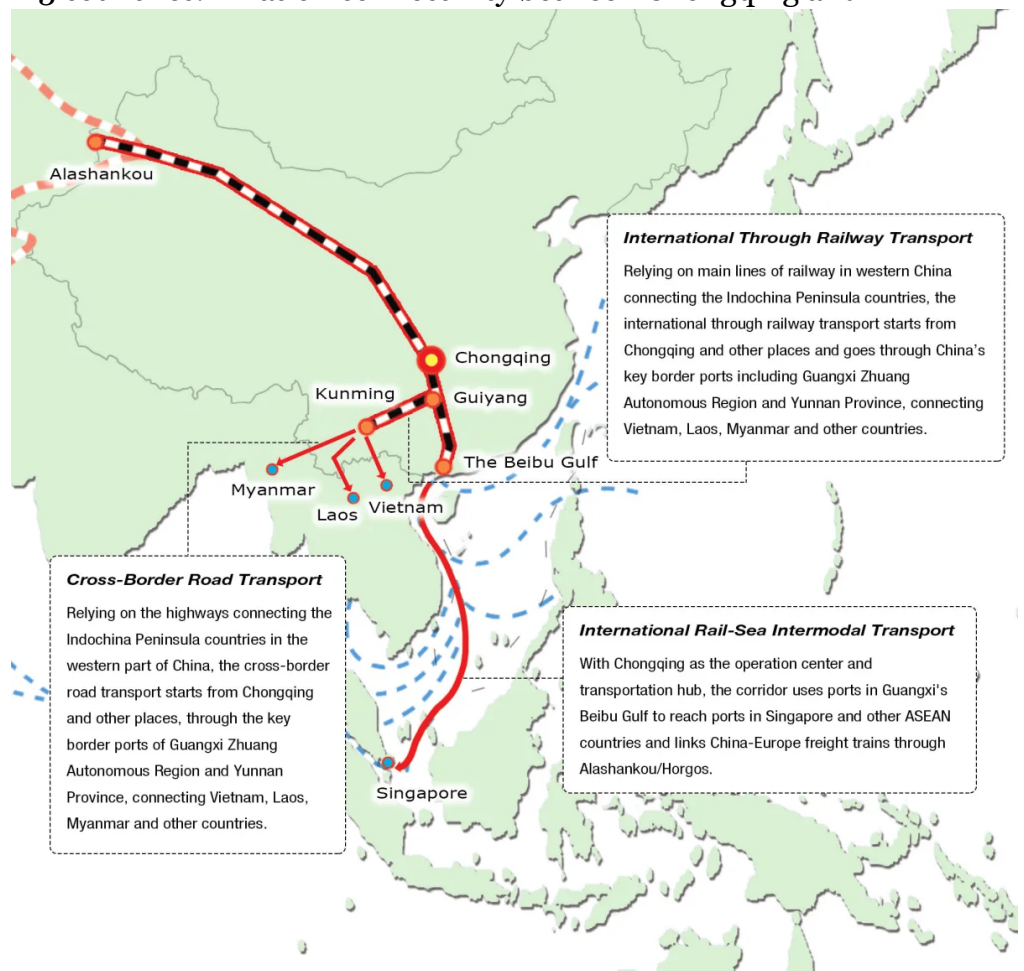 Alashankou
International Through Railway Transport
Relying on main lines of railway in western China
connecting the Indochina Peninsula countries, the
international through railway transport starts from
Chongqing and other places and goes through China's
key border ports including Guangxi Zhuang
Autonomous Region and Yunnan Province, connecting
Vietnam, Laos, Myanmar and other countries.
Chongqing
Kunming
Guiyang
The Beibu Gulf
Myanmar
Laos
Vietnam
Cross-Border Road Transport
Relying on the highways connecting the
Indochina Peninsula countries in the
western part of China, the cross-border
road transport starts from Chongqing
and other places, through the key
border ports of Guangxi Zhuang
Autonomous Region and Yunnan
Province, connecting Vietnam, Laos,
Myanmar and other countries.
International Rail-Sea Intermodal Transport
With Chongqing as the operation center and
transportation hub, the corridor uses ports in Guangxi's
Beibu Gulf to reach ports in Singapore and other ASEAN
countries and links China-Europe freight trains through
Alashankou/Horgos.
Singapore